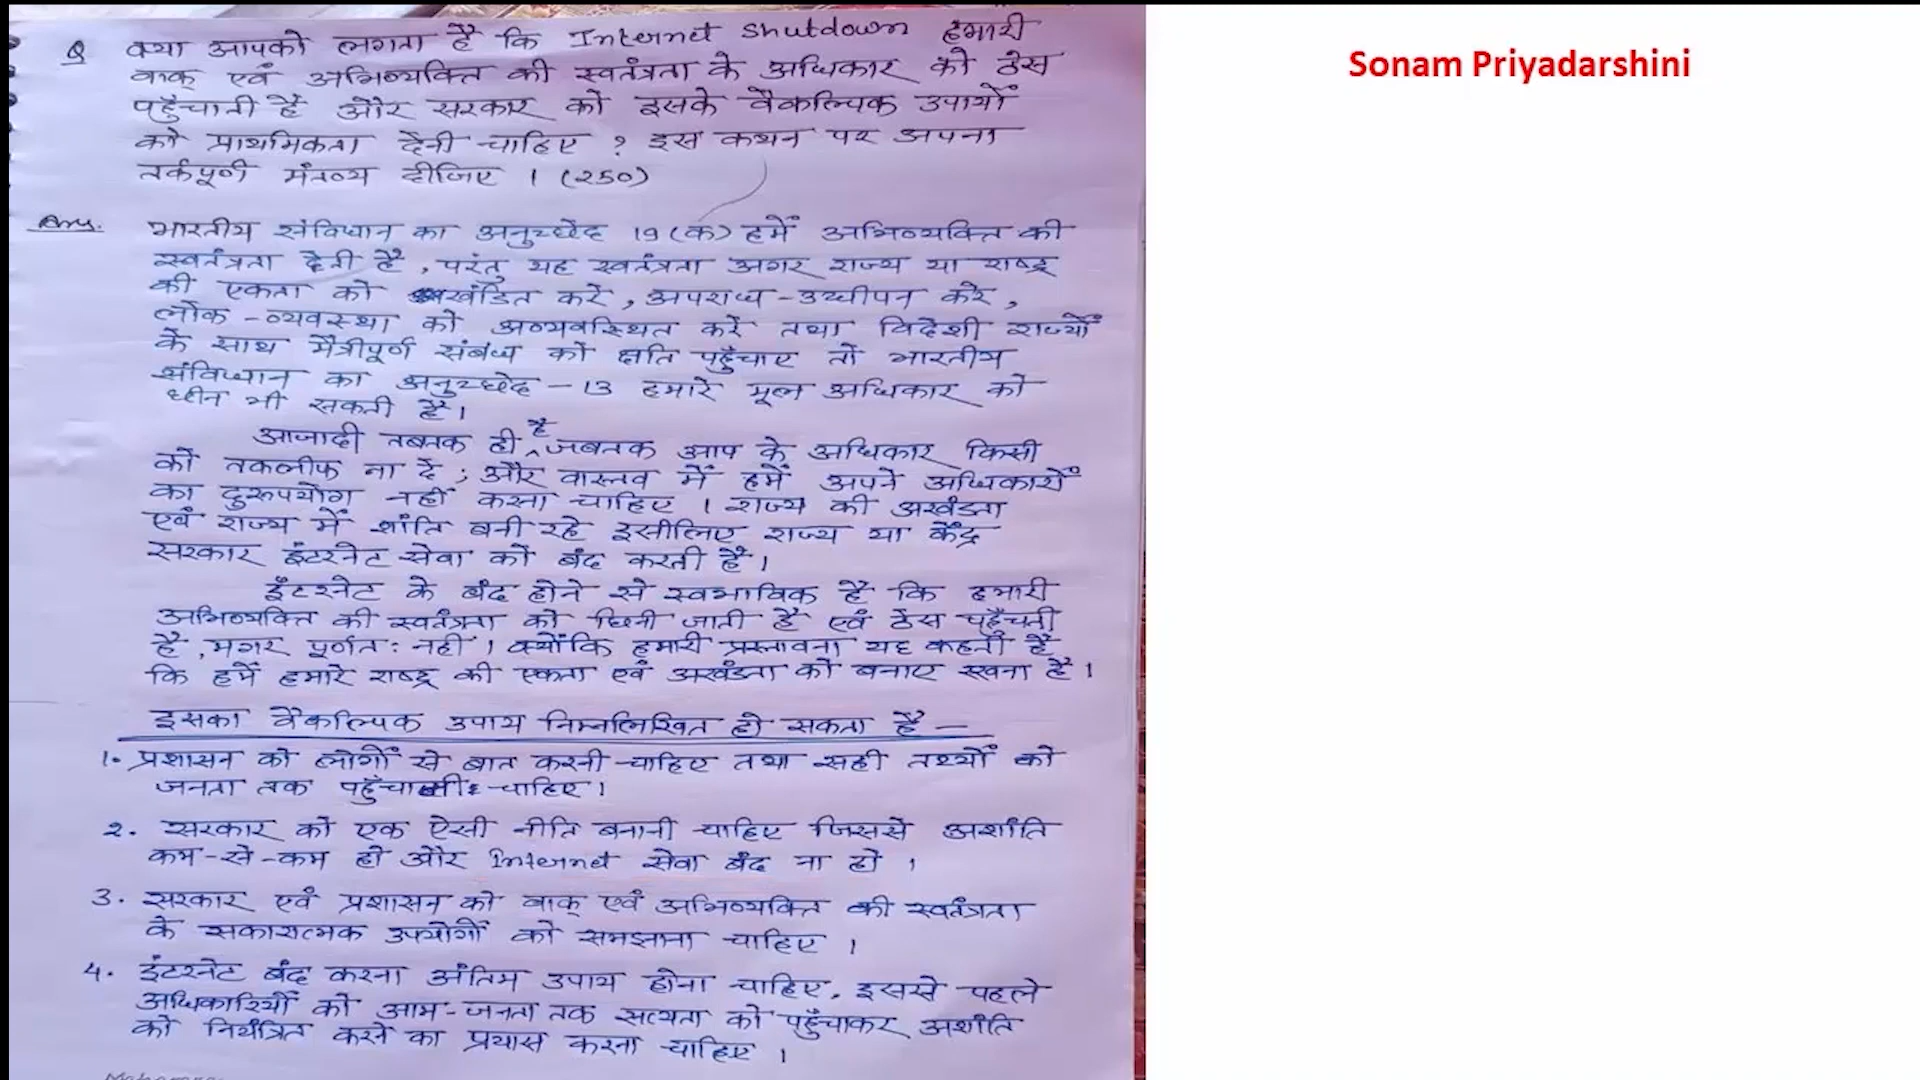 Q क्या आपको लगता है कि Internet shutdown हमारी
वाक् एवं अभिव्यक्ति की स्वतंत्रता के अधिकार को ठेस
पहुँचाती है और सरकार को इसके वैकल्पिक उपायों
को प्राथमिकता देनी चाहिए ? इस कथन पर अपना
तर्कपूर्ण मंतव्य दीजिए । (250)
Ans. भारतीय संविधान का अनुच्छेद 19 (क) हमें अभिव्यक्ति की
स्वतंत्रता देती है , परंतु यह स्वतंत्रता अगर राज्य या राष्ट्र
की एकता को खंडित करे , अपराध - उद्दीपन करे ,
लोक - व्यवस्था को अव्यवस्थित करें तथा विदेशी राज्यों
के साथ मैत्रीपूर्ण संबंध को क्षति पहुँचाए तो भारतीय
संविधान का अनुच्छेद - 13 हमारे मूल अधिकार को
छीन भी सकती है ।
आजादी तबतक ही है जबतक आप के अधिकार किसी
को तकलीफ ना दे ; और वास्तव में हमें अपने अधिकारों
का दुरुपयोग नहीं करना चाहिए । राज्य की अखंडता
एवं राज्य में शांति बनी रहे इसीलिए राज्य या केंद्र
सरकार इंटरनेट सेवा को बंद करती है ।
इंटरनेट के बंद होने से स्वभाविक है कि हमारी
अभिव्यक्ति की स्वतंत्रता को छिनी जाती है एवं ठेस पहुँचती
है , मगर पूर्णत : नहीं । क्योंकि हमारी प्रस्तावना यह कहती है
कि हमें हमारे राष्ट्र की एकता एवं अखंडता को बनाए रखना है ।
इसका वैकल्पिक उपाय निम्नलिखित हो सकता है -
1. प्रशासन को लोगों से बात करनी चाहिए तथा सही तथ्यों को
जनता तक पहुँचानी चाहिए ।
2. सरकार को एक ऐसी नीति बनानी चाहिए जिससे अशांति
कम - से - कम हो और Internet सेवा बंद ना हो ।
3. सरकार एवं प्रशासन को वाक् एवं अभिव्यक्ति की स्वतंत्रता
के सकारात्मक उपयोगों को समझाना चाहिए ।
4. इंटरनेट बंद करना अंतिम उपाय होना चाहिए , इससे पहले
अधिकारियों को आम - जनता तक सत्यता को पहुँचाकर अशांति
को नियंत्रित करने का प्रयास करना चाहिए ।
Sonam Priyadarshini